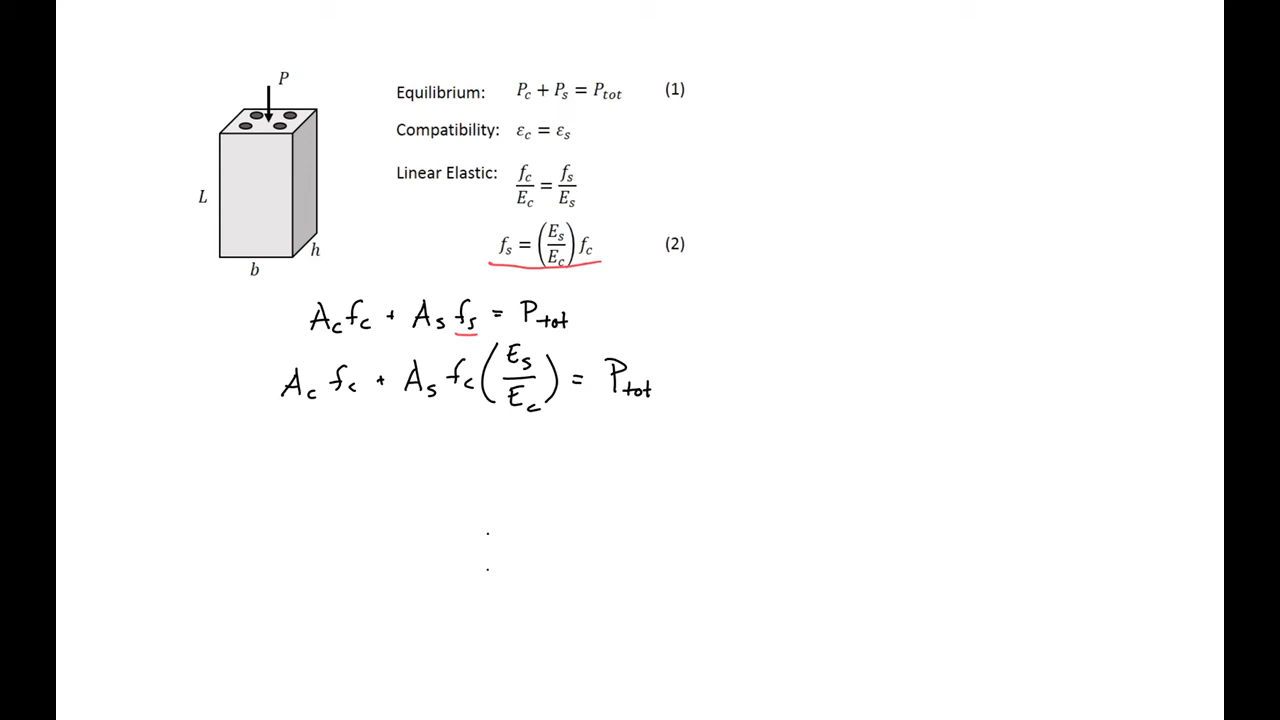 P
Equilibrium: P_c + P_s = P_tot (1)
Compatibility: ε_c = ε_s
Linear Elastic: f_c/E_c = f_s/E_s
L
f_s = (E_s/E_c) f_c (2)
h
b
A_c f_c + A_s f_s = P_tot
A_c f_c + A_s f_c (E_s/E_c) = P_tot